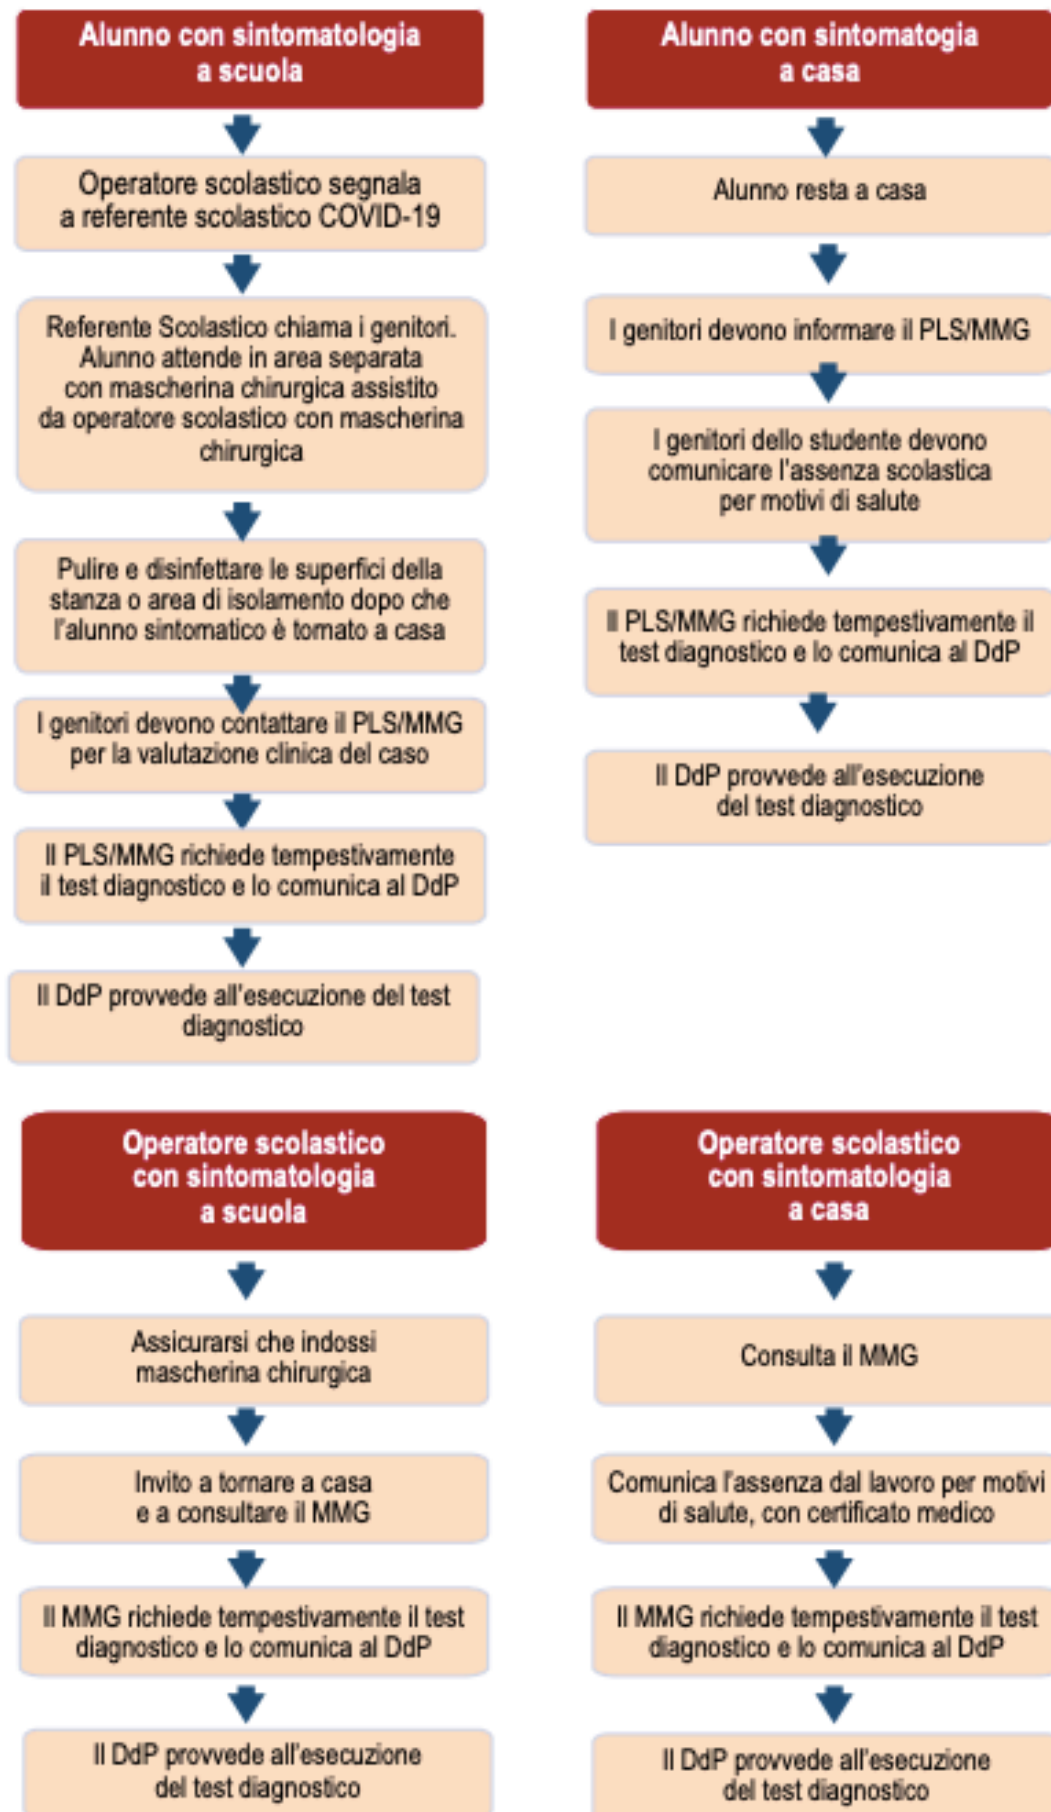 Alunno con sintomatologia
a scuola
Operatore scolastico segnala
a referente scolastico COVID-19
Referente Scolastico chiama i genitori.
Alunno attende in area separata
con mascherina chirurgica assistito
da operatore scolastico con mascherina
chirurgica
Pulire e disinfettare le superfici della
stanza o area di isolamento dopo che
l'alunno sintomatico è tornato a casa
I genitori devono contattare il PLS/MMG
per la valutazione clinica del caso
Il PLS/MMG richiede tempestivamente
il test diagnostico e lo comunica al DdP
Il DdP provvede all'esecuzione del test
diagnostico
Alunno con sintomatogia
a casa
Alunno resta a casa
I genitori devono informare il PLS/MMG
I genitori dello studente devono
comunicare l'assenza scolastica
per motivi di salute
Il PLS/MMG richiede tempestivamente il
test diagnostico e lo comunica al DdP
Il DdP provvede all'esecuzione
del test diagnostico
Operatore scolastico
con sintomatologia
a scuola
Assicurarsi che indossi
mascherina chirurgica
Invito a tornare a casa
e a consultare il MMG
Il MMG richiede tempestivamente il test
diagnostico e lo comunica al DdP
Il DdP provvede all'esecuzione
del test diagnostico
Operatore scolastico
con sintomatologia
a casa
Consulta il MMG
Comunica l'assenza dal lavoro per motivi
di salute, con certificato medico
Il MMG richiede tempestivamente il test
diagnostico e lo comunica al DdP
Il DdP provvede all'esecuzione
del test diagnostico